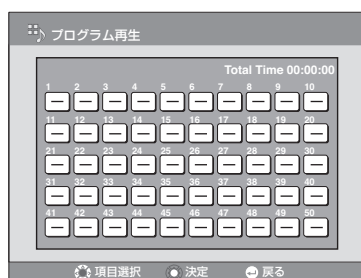 プログラム再生
Total Time 00:00:00
1 2 3 4 5 6 7 8 9 10
— — — — — — — — — —
11 12 13 14 15 16 17 18 19 20
— — — — — — — — — —
21 22 23 24 25 26 27 28 29 30
— — — — — — — — — —
31 32 33 34 35 36 37 38 39 40
— — — — — — — — — —
41 42 43 44 45 46 47 48 49 50
— — — — — — — — — —
項目選択 決定 戻る